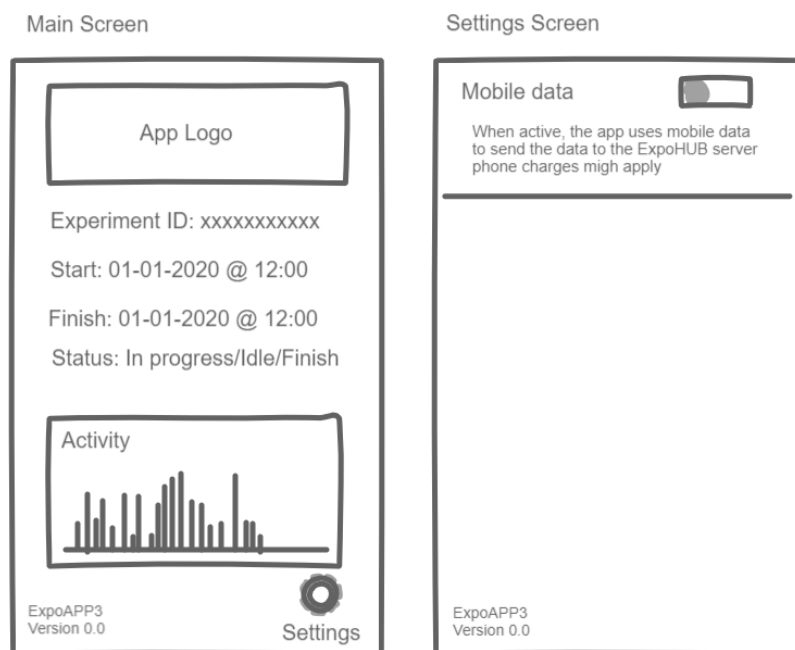 Main Screen
App Logo
Experiment ID: xxxxxxxxxxx
Start: 01-01-2020 @ 12:00
Finish: 01-01-2020 @ 12:00
Status: In progress/Idle/Finish
Activity
ExpoAPP3
Version 0.0
Settings
Settings Screen
Mobile data
When active, the app uses mobile data
to send the data to the ExpoHUB server
phone charges migh apply
ExpoAPP3
Version 0.0